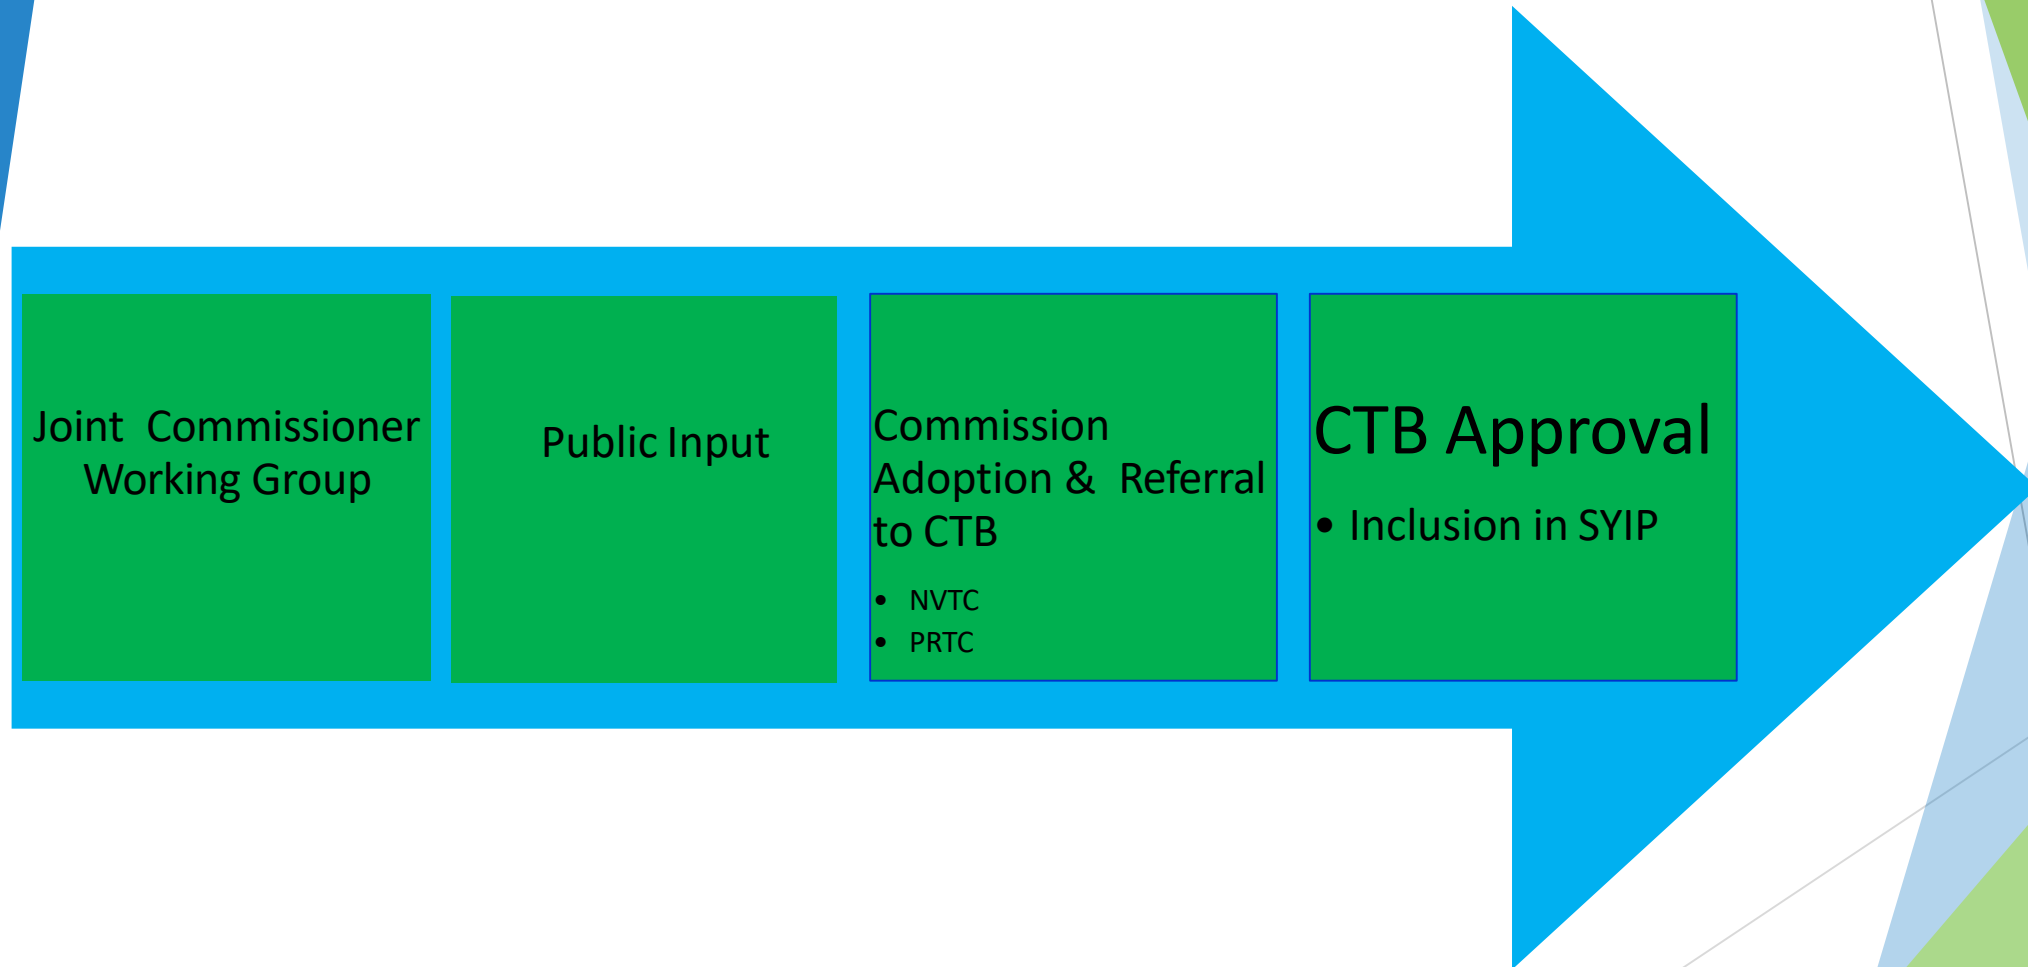 Joint Commissioner
Working Group
Public Input
Commission
Adoption & Referral
to CTB
• NVTC
• PRTC
CTB Approval
• Inclusion in SYIP